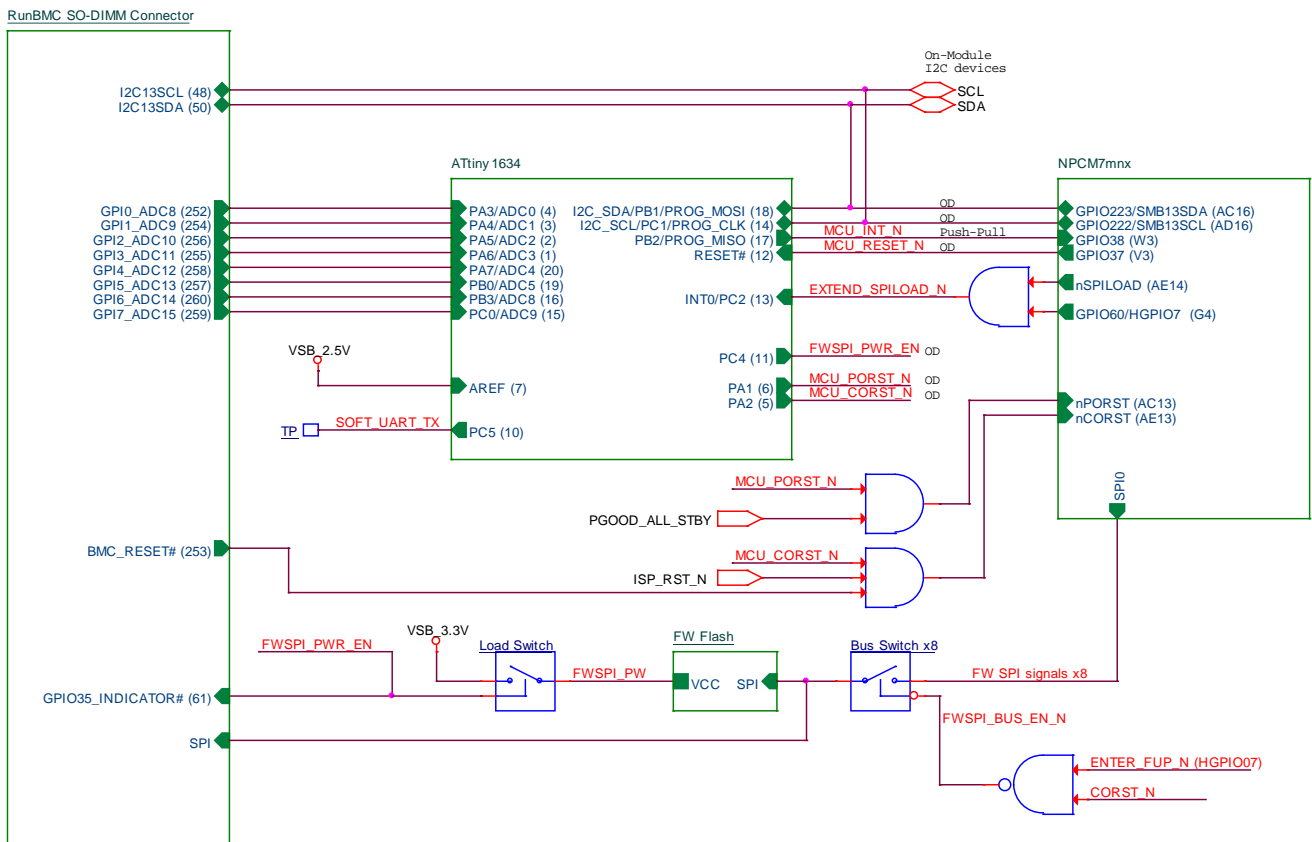 RunBMC SO-DIMM Connector
On-Module
I2C devices
I2C13SCL (48)
SCL
I2C13SDA (50)
SDA
ATtiny1634
NPCM7mnx
GPI0_ADC8 (252)
GPI1_ADC9 (254)
GPI2_ADC10 (256)
GPI3_ADC11 (255)
GPI4_ADC12 (258)
GPI5_ADC13 (257)
GPI6_ADC14 (260)
GPI7_ADC15 (259)
PA3/ADC0 (4)
PA4/ADC1 (3)
PA5/ADC2 (2)
PA6/ADC3 (1)
PA7/ADC4 (20)
PB0/ADC5 (19)
PB3/ADC8 (16)
PC0/ADC9 (15)
I2C_SDA/PB1/PROG_MOSI (18)
I2C_SCL/PC1/PROG_CLK (14)
PB2/PROG_MISO (17)
RESET# (12)
OD
OD
MCU_INT_N
Push-Pull
MCU_RESET_N
OD
GPIO223/SMB13SDA (AC16)
GPIO222/SMB13SCL (AD16)
GPIO38 (W3)
GPIO37 (V3)
INT0/PC2 (13)
EXTEND_SPILOAD_N
nSPILOAD (AE14)
GPIO60/HGPIO7 (G4)
VSB_2.5V
PC4 (11)
FWSPI_PWR_EN
OD
AREF (7)
PA1 (6)
MCU_PORST_N
OD
PA2 (5)
MCU_CORST_N
OD
nPORST (AC13)
nCORST (AE13)
TP
SOFT_UART_TX
PC5 (10)
SPI0
MCU_PORST_N
PGOOD_ALL_STBY
BMC_RESET# (253)
MCU_CORST_N
ISP_RST_N
VSB_3.3V
FWSPI_PWR_EN
Load Switch
FW Flash
Bus Switch x8
FWSPI_PW
VCC
SPI
FW SPI signals x8
GPIO35_INDICATOR# (61)
FWSPI_BUS_EN_N
SPI
ENTER_FUP_N (HGPIO07)
CORST_N